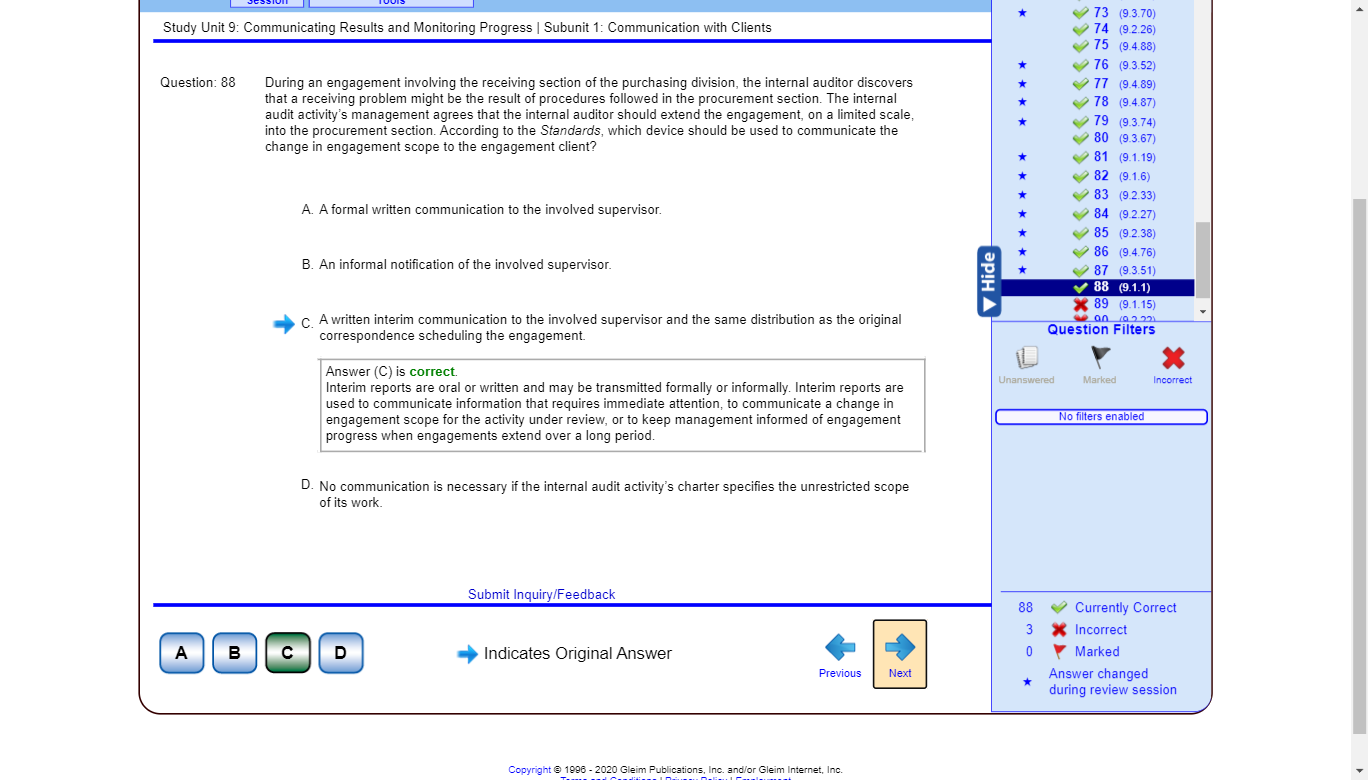 Session
Tools
Study Unit 9: Communicating Results and Monitoring Progress | Subunit 1: Communication with Clients
Question: 88
During an engagement involving the receiving section of the purchasing division, the internal auditor discovers
that a receiving problem might be the result of procedures followed in the procurement section. The internal
audit activity's management agrees that the internal auditor should extend the engagement, on a limited scale,
into the procurement section. According to the Standards, which device should be used to communicate the
change in engagement scope to the engagement client?
A. A formal written communication to the involved supervisor.
B. An informal notification of the involved supervisor.
C. A written interim communication to the involved supervisor and the same distribution as the original
correspondence scheduling the engagement.
Answer (C) is correct.
Interim reports are oral or written and may be transmitted formally or informally. Interim reports are
used to communicate information that requires immediate attention, to communicate a change in
engagement scope for the activity under review, or to keep management informed of engagement
progress when engagements extend over a long period.
D. No communication is necessary if the internal audit activity's charter specifies the unrestricted scope
of its work.
Submit Inquiry/Feedback
A B C D
Indicates Original Answer
Previous
Next
Hide
73 (9.3.70)
74 (9.2.26)
75 (9.4.88)
76 (9.3.52)
77 (9.4.89)
78 (9.4.87)
79 (9.3.74)
80 (9.3.67)
81 (9.1.19)
82 (9.1.6)
83 (9.2.33)
84 (9.2.27)
85 (9.2.38)
86 (9.4.76)
87 (9.3.51)
88 (9.1.1)
89 (9.1.15)
90 (9.2.22)
Question Filters
Unanswered
Marked
Incorrect
No filters enabled
88 Currently Correct
3 Incorrect
0 Marked
Answer changed
during review session
Copyright © 1996 - 2020 Gleim Publications, Inc. and/or Gleim Internet, Inc.
Terms and Conditions | Privacy Policy | Employment